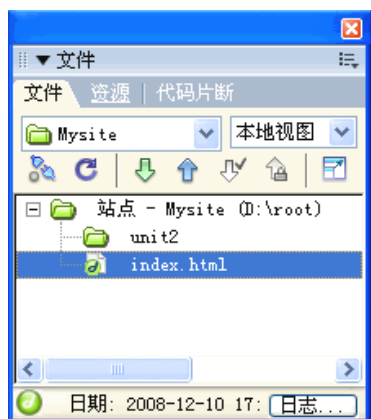 文件
文件 资源 代码片断
Mysite 本地视图
站点 - Mysite (D:\root)
unit2
index.html
日期: 2008-12-10 17: 日志...